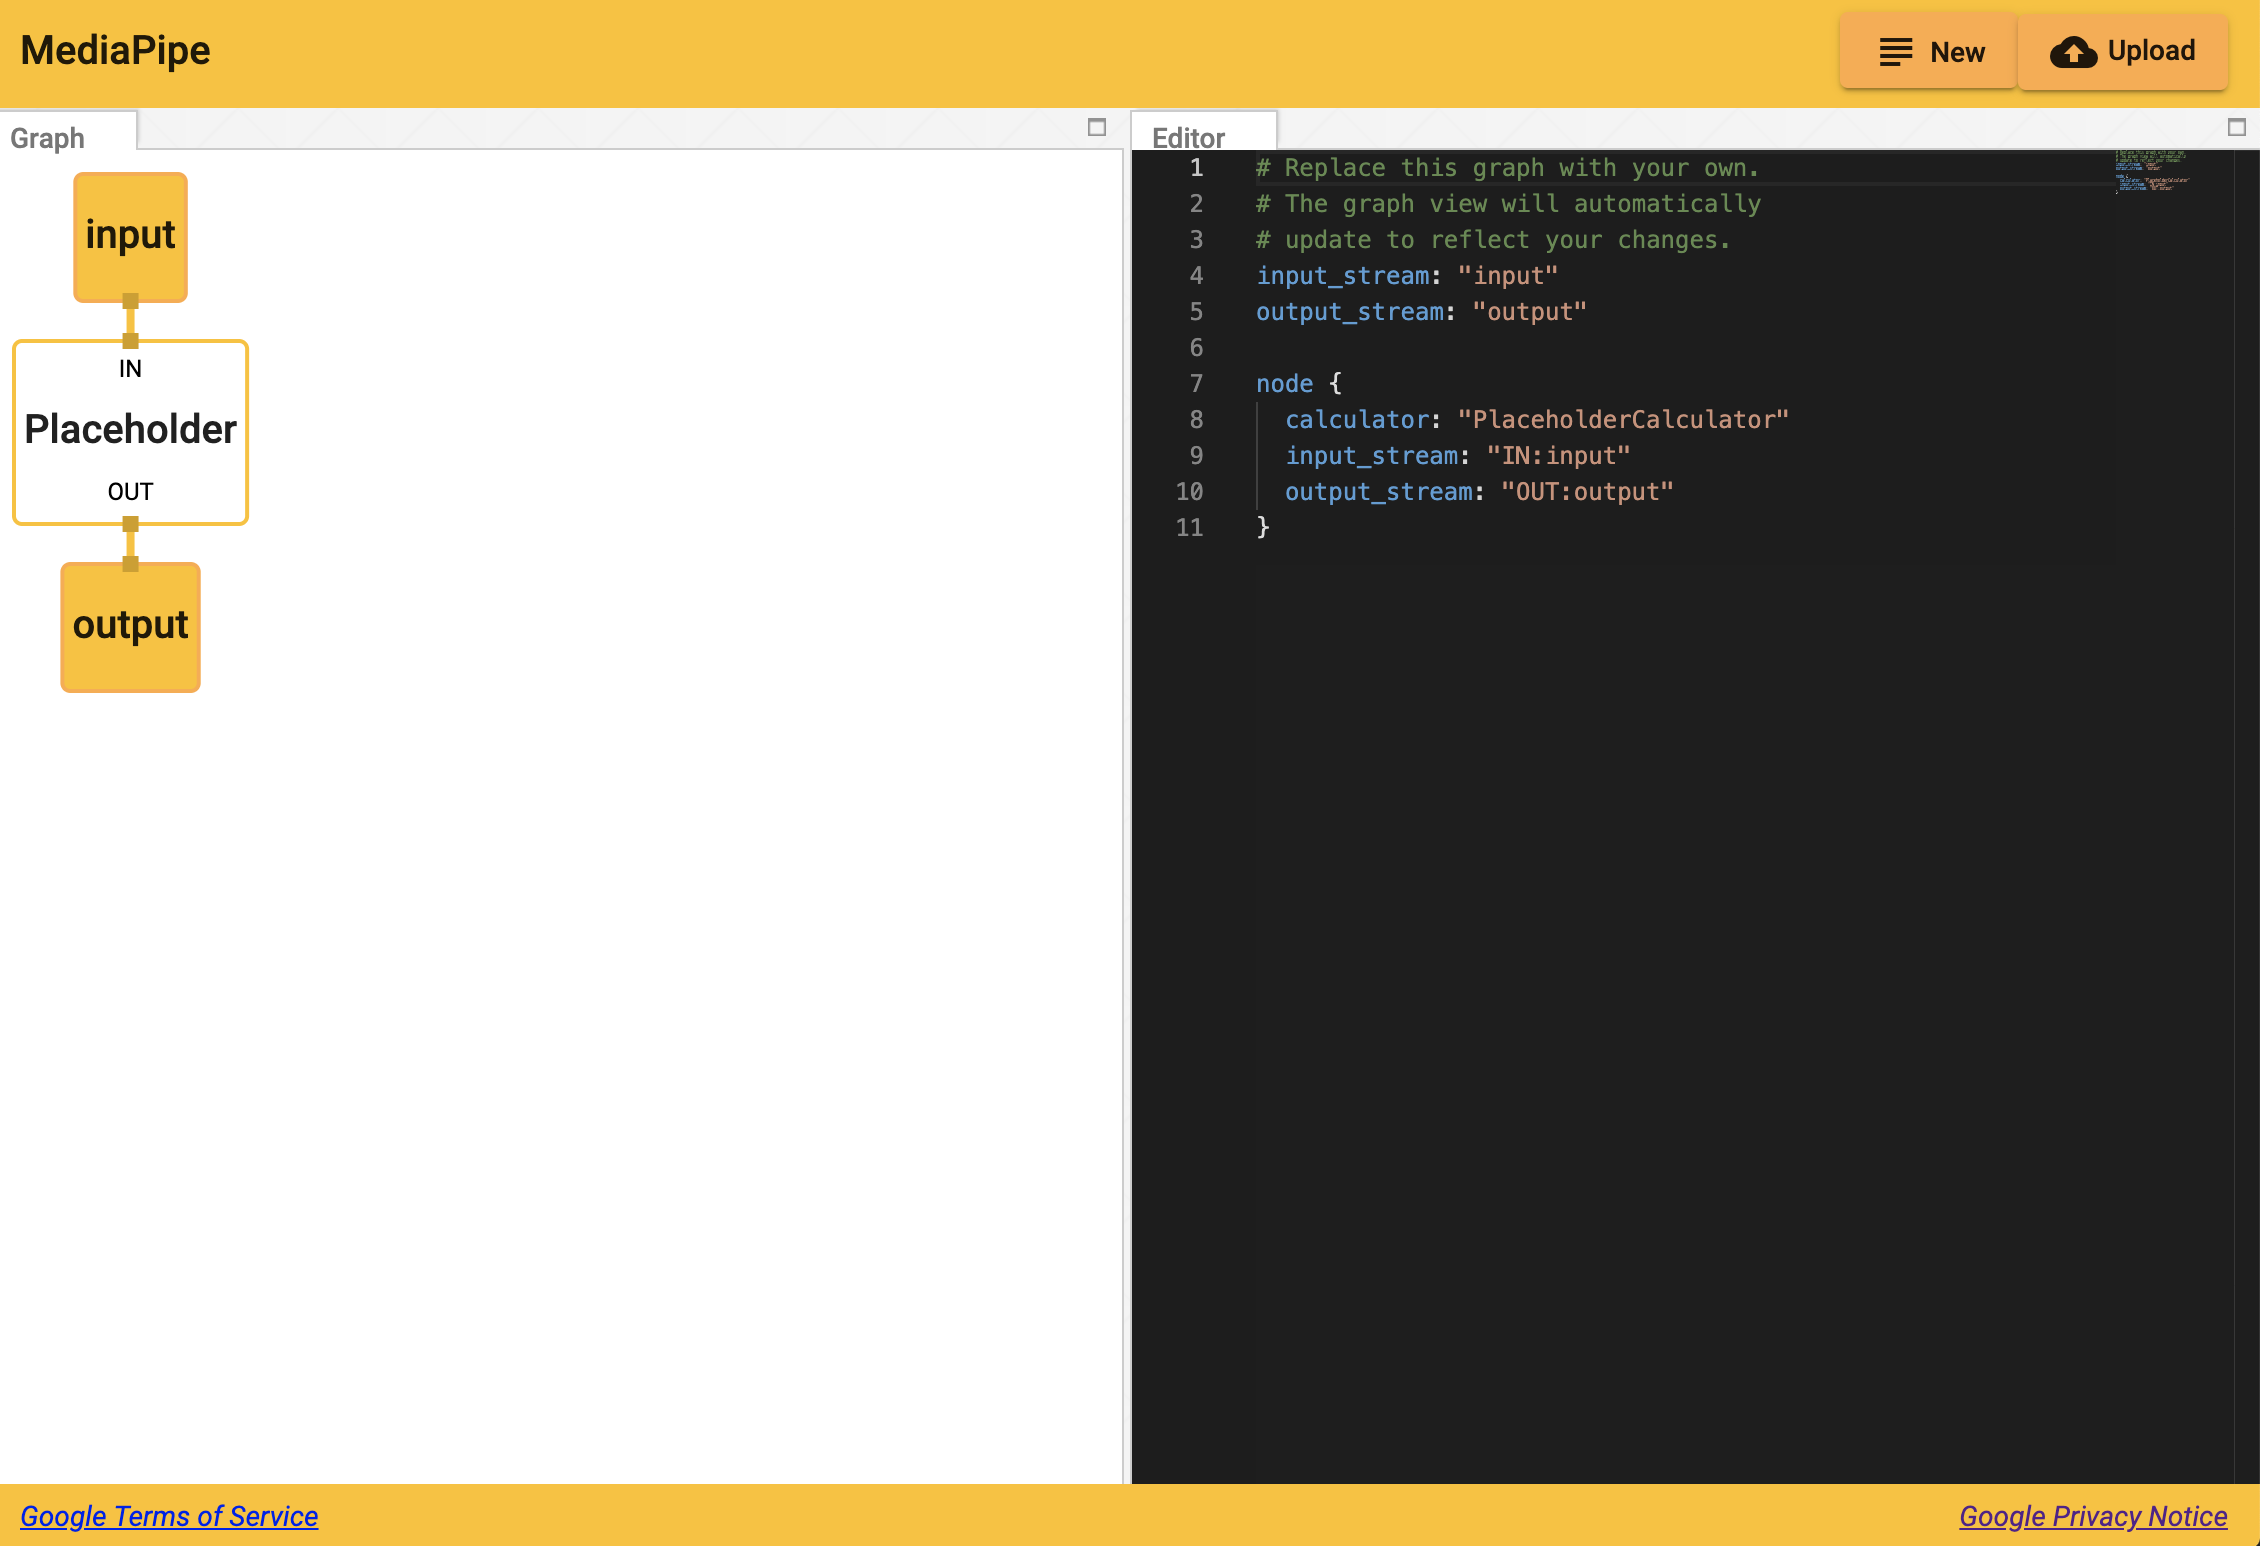 MediaPipe
New
Upload
Graph
input
IN
Placeholder
OUT
output
Editor
1 # Replace this graph with your own.
2 # The graph view will automatically
3 # update to reflect your changes.
4 input_stream: "input"
5 output_stream: "output"
6
7 node {
8   calculator: "PlaceholderCalculator"
9   input_stream: "IN:input"
10   output_stream: "OUT:output"
11 }
Google Terms of Service
Google Privacy Notice